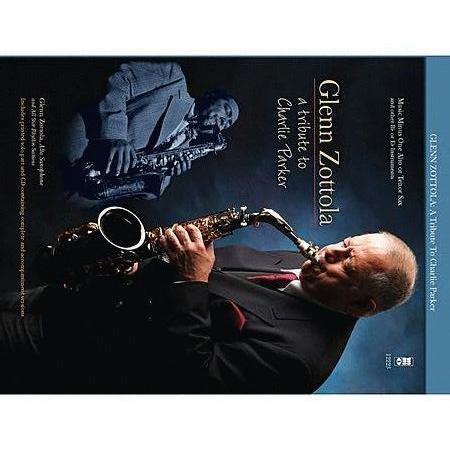 GLENN ZOTTOLA: A Tribute To Charlie Parker
Music Minus One Alto or Tenor Sax
and other B♭ or E♭ Instruments
Glenn Zottola
a tribute to
Charlie Parker
Glenn Zottola, Alto Saxophone
and All Star Rhythm Sections
Includes printed solo part and CD containing complete and accompaniment versions
12223